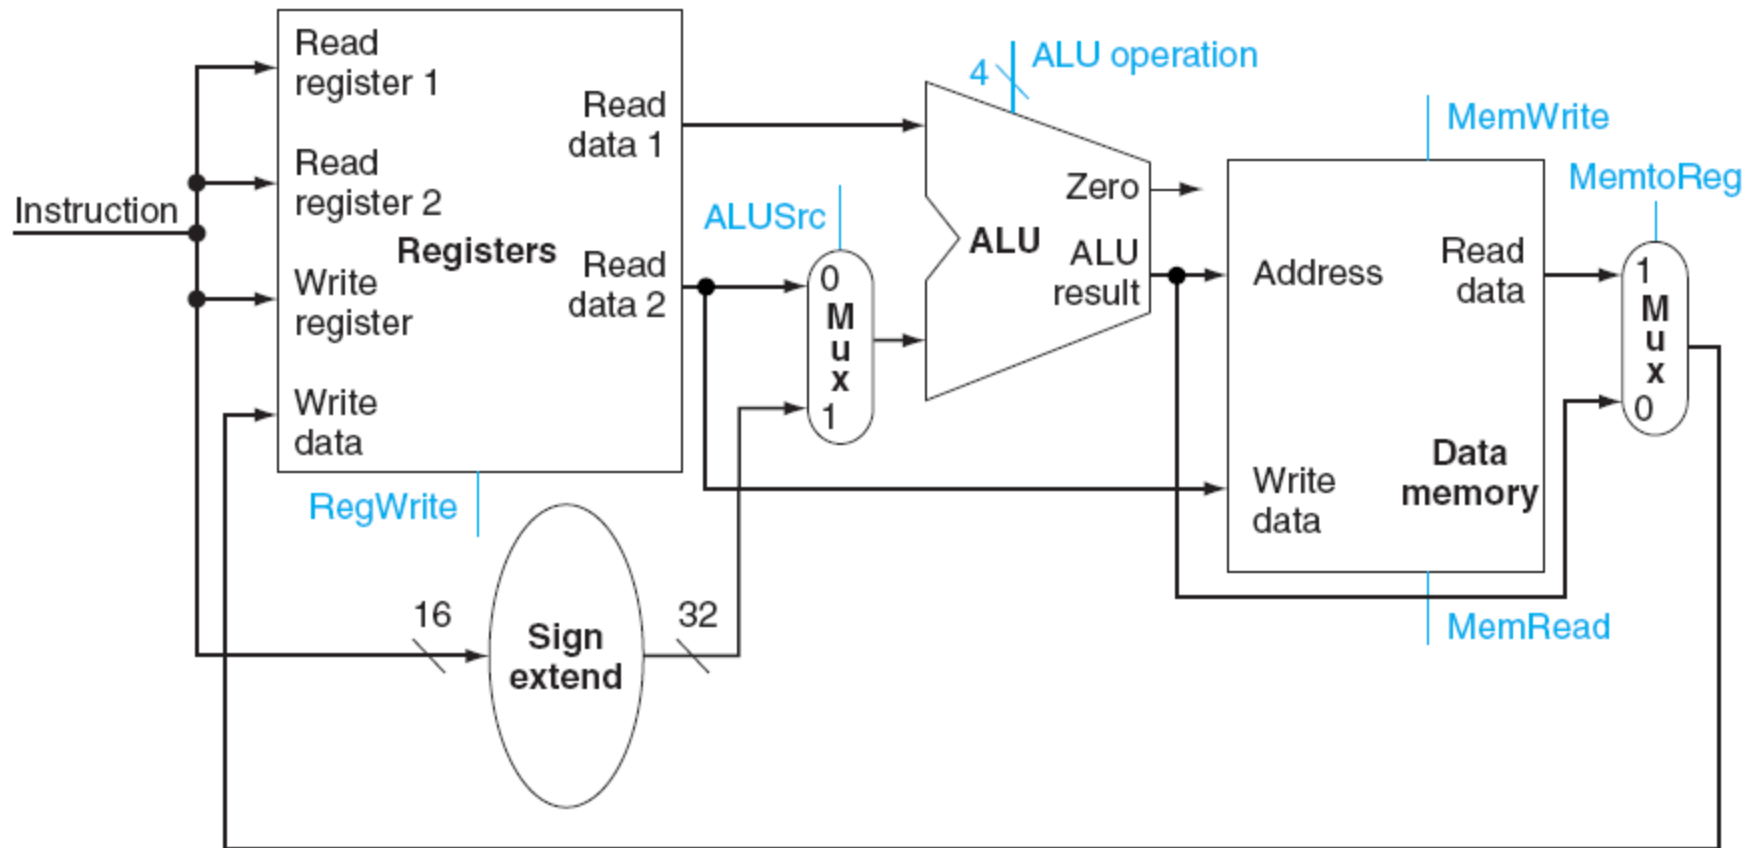 Instruction
Read
register 1
Read
register 2
Registers
Write
register
Write
data
Read
data 1
Read
data 2
RegWrite
16
Sign
extend
32
ALUSrc
0
M
u
x
1
4
ALU operation
Zero
ALU
ALU
result
MemWrite
Address
Read
data
Write
data
Data
memory
MemRead
MemtoReg
1
M
u
x
0